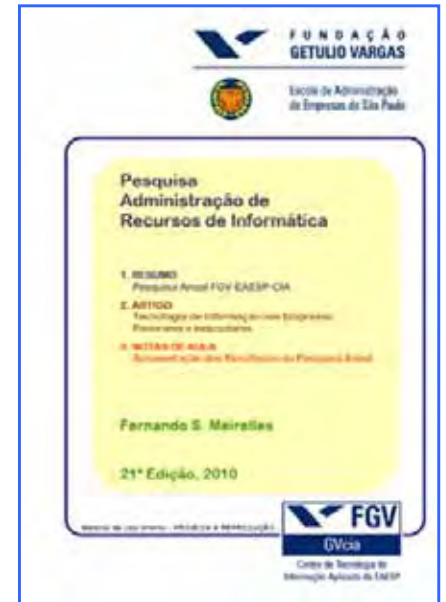 FUNDAÇÃO
GETULIO VARGAS
Escola de Administração
de Empresas de São Paulo
Pesquisa
Administração de
Recursos de Informática
1. RESUMO
Pesquisa Anual FGV-EAESP-CIA
2. ARTIGO
Tecnologia de Informação nas Empresas
Panorama e Indicadores
3. NOTAS DE AULA
Apresentação dos Resultados da Pesquisa Anual
Fernando S. Meirelles
21ª Edição, 2010
FGV
GVcia
Centro de Tecnologia de
Informação Aplicada da EAESP